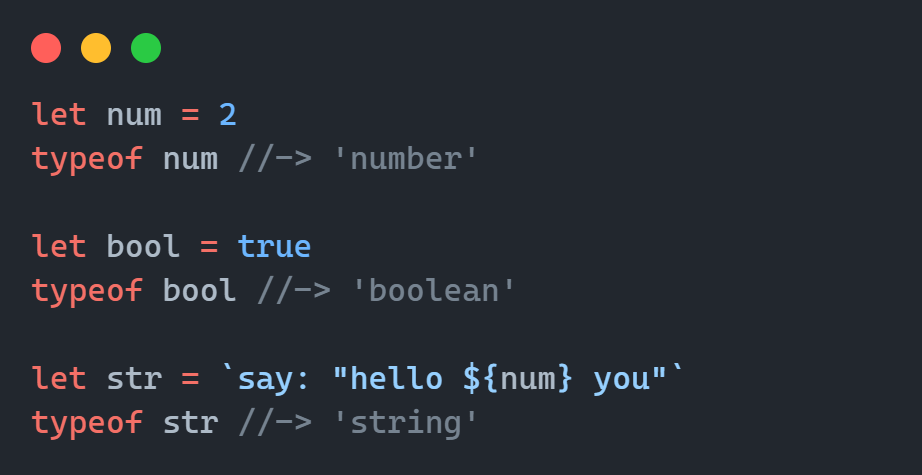 let num = 2
typeof num //-> 'number'
let bool = true
typeof bool //-> 'boolean'
let str = `say: "hello ${num} you"`
typeof str //-> 'string'